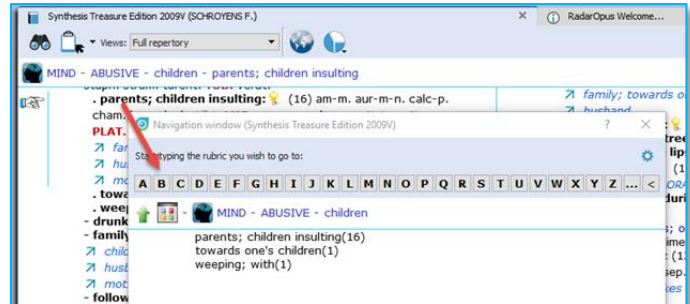 Synthesis Treasure Edition 2009V (SCHROYENS F.) × RadarOpus Welcome...
Views: Full repertory
MIND - ABUSIVE - children - parents; children insulting
. parents; children insulting: (16) am-m. aur-m-n. calc-p.
cham.
PLAT.
. towa
. weep
- drunk
- family
childr
husb
mot
- follow
family; towards o
husband
Navigation window (Synthesis Treasure Edition 2009V) ? ×
Start typing the rubric you wish to go to:
A B C D E F G H I J K L M N O P Q R S T U V W X Y Z ... <
MIND - ABUSIVE - children
parents; children insulting(16)
towards one's children(1)
weeping; with(1)